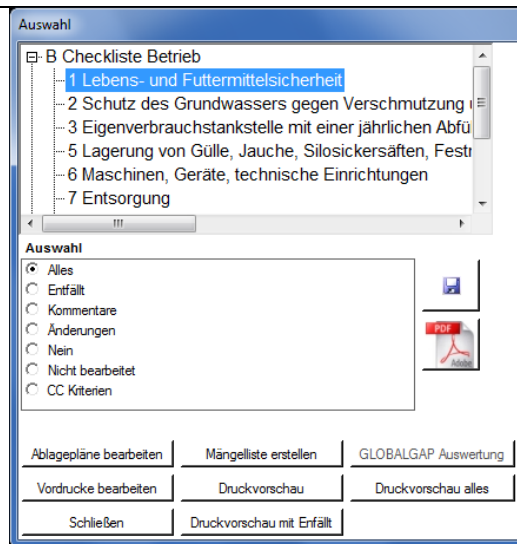 Auswahl
B Checkliste Betrieb
1 Lebens- und Futtermittelsicherheit
2 Schutz des Grundwassers gegen Verschmutzung
3 Eigenverbrauchstankstelle mit einer jährlichen Abfü
5 Lagerung von Gülle, Jauche, Silosickersäften, Festm
6 Maschinen, Geräte, technische Einrichtungen
7 Entsorgung
Auswahl
Alles
Entfällt
Kommentare
Änderungen
Nein
Nicht bearbeitet
CC Kriterien
PDF
Adobe
Ablagepläne bearbeiten
Mängelliste erstellen
GLOBALGAP Auswertung
Vordrucke bearbeiten
Druckvorschau
Druckvorschau alles
Schließen
Druckvorschau mit Enfällt